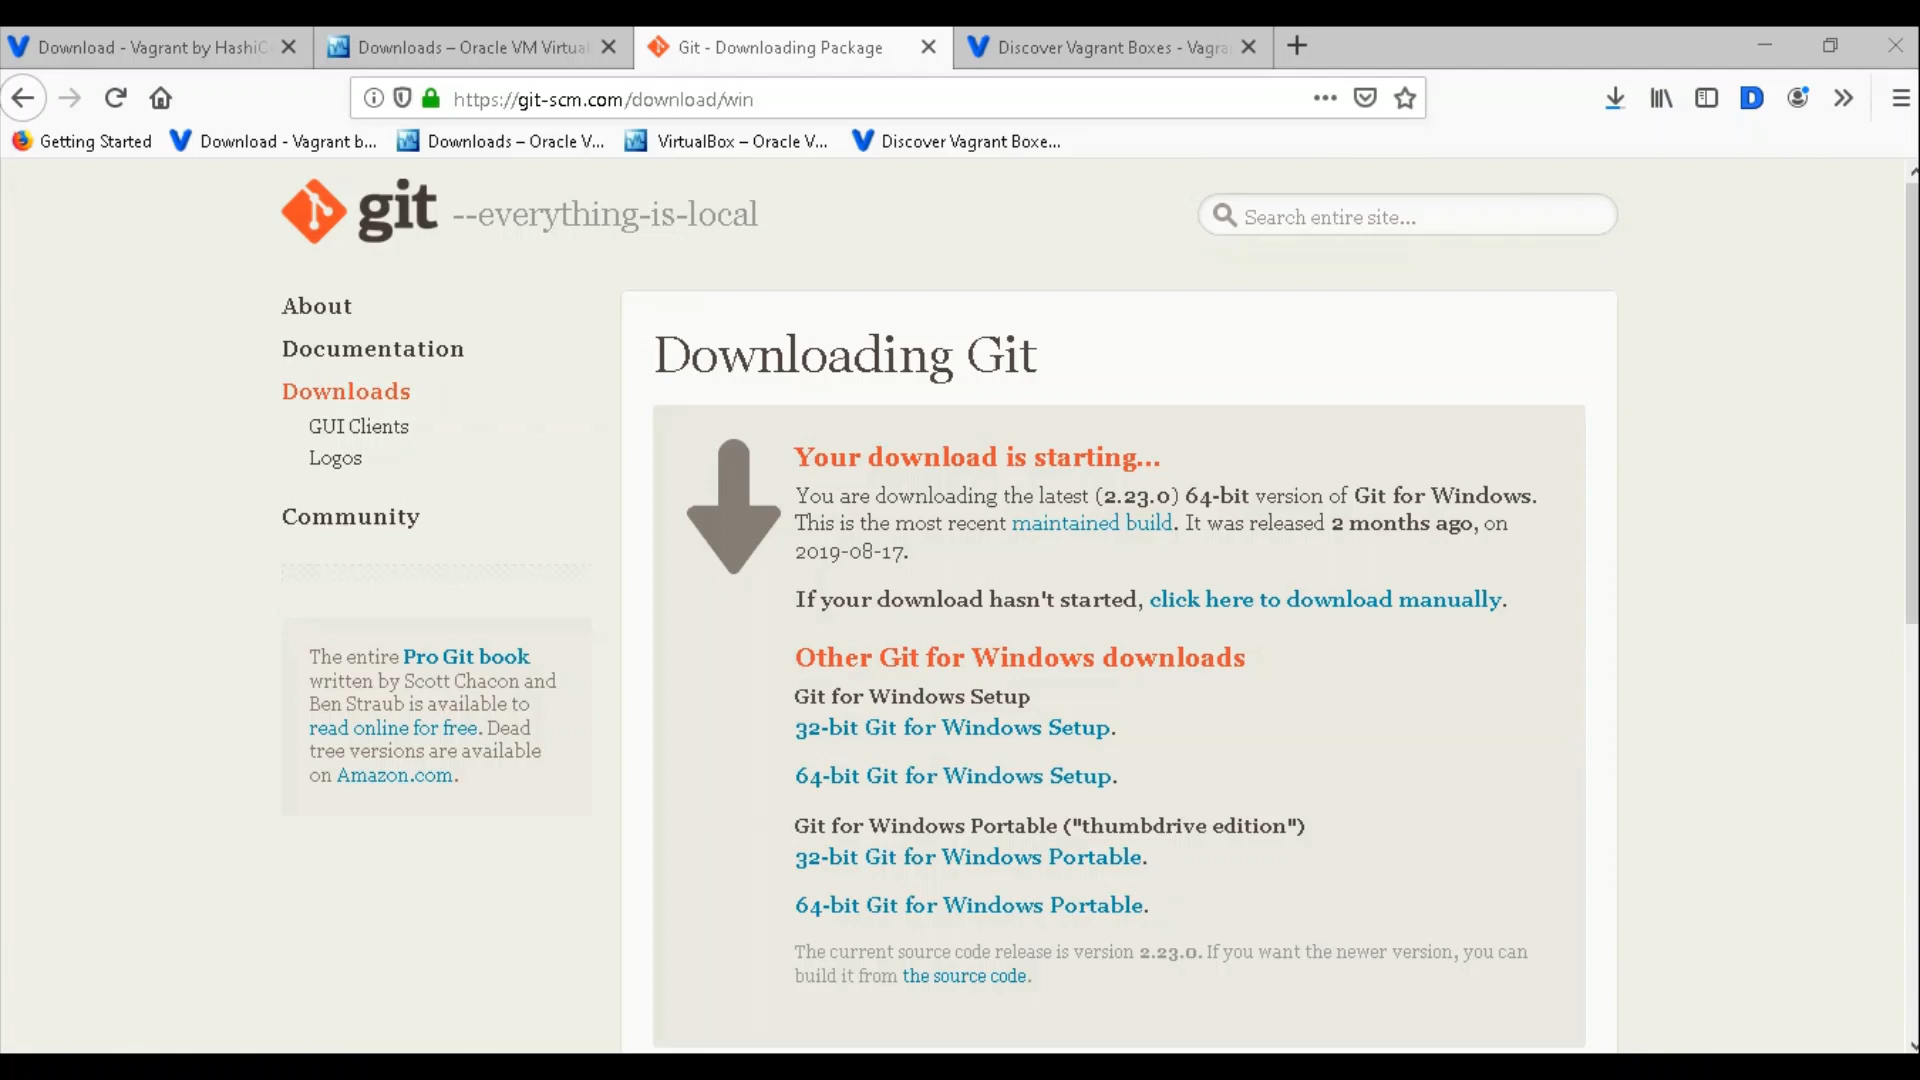 Download - Vagrant by HashiC
Downloads – Oracle VM Virtual
Git - Downloading Package
Discover Vagrant Boxes - Vagra
https://git-scm.com/download/win
Getting Started
Download - Vagrant b...
Downloads – Oracle V...
VirtualBox – Oracle V...
Discover Vagrant Boxe...
git --everything-is-local
Search entire site...
About
Documentation
Downloads
GUI Clients
Logos
Community
The entire Pro Git book
written by Scott Chacon and
Ben Straub is available to
read online for free. Dead
tree versions are available
on Amazon.com.
Downloading Git
Your download is starting...
You are downloading the latest (2.23.0) 64-bit version of Git for Windows.
This is the most recent maintained build. It was released 2 months ago, on
2019-08-17.
If your download hasn't started, click here to download manually.
Other Git for Windows downloads
Git for Windows Setup
32-bit Git for Windows Setup.
64-bit Git for Windows Setup.
Git for Windows Portable ("thumbdrive edition")
32-bit Git for Windows Portable.
64-bit Git for Windows Portable.
The current source code release is version 2.23.0. If you want the newer version, you can
build it from the source code.